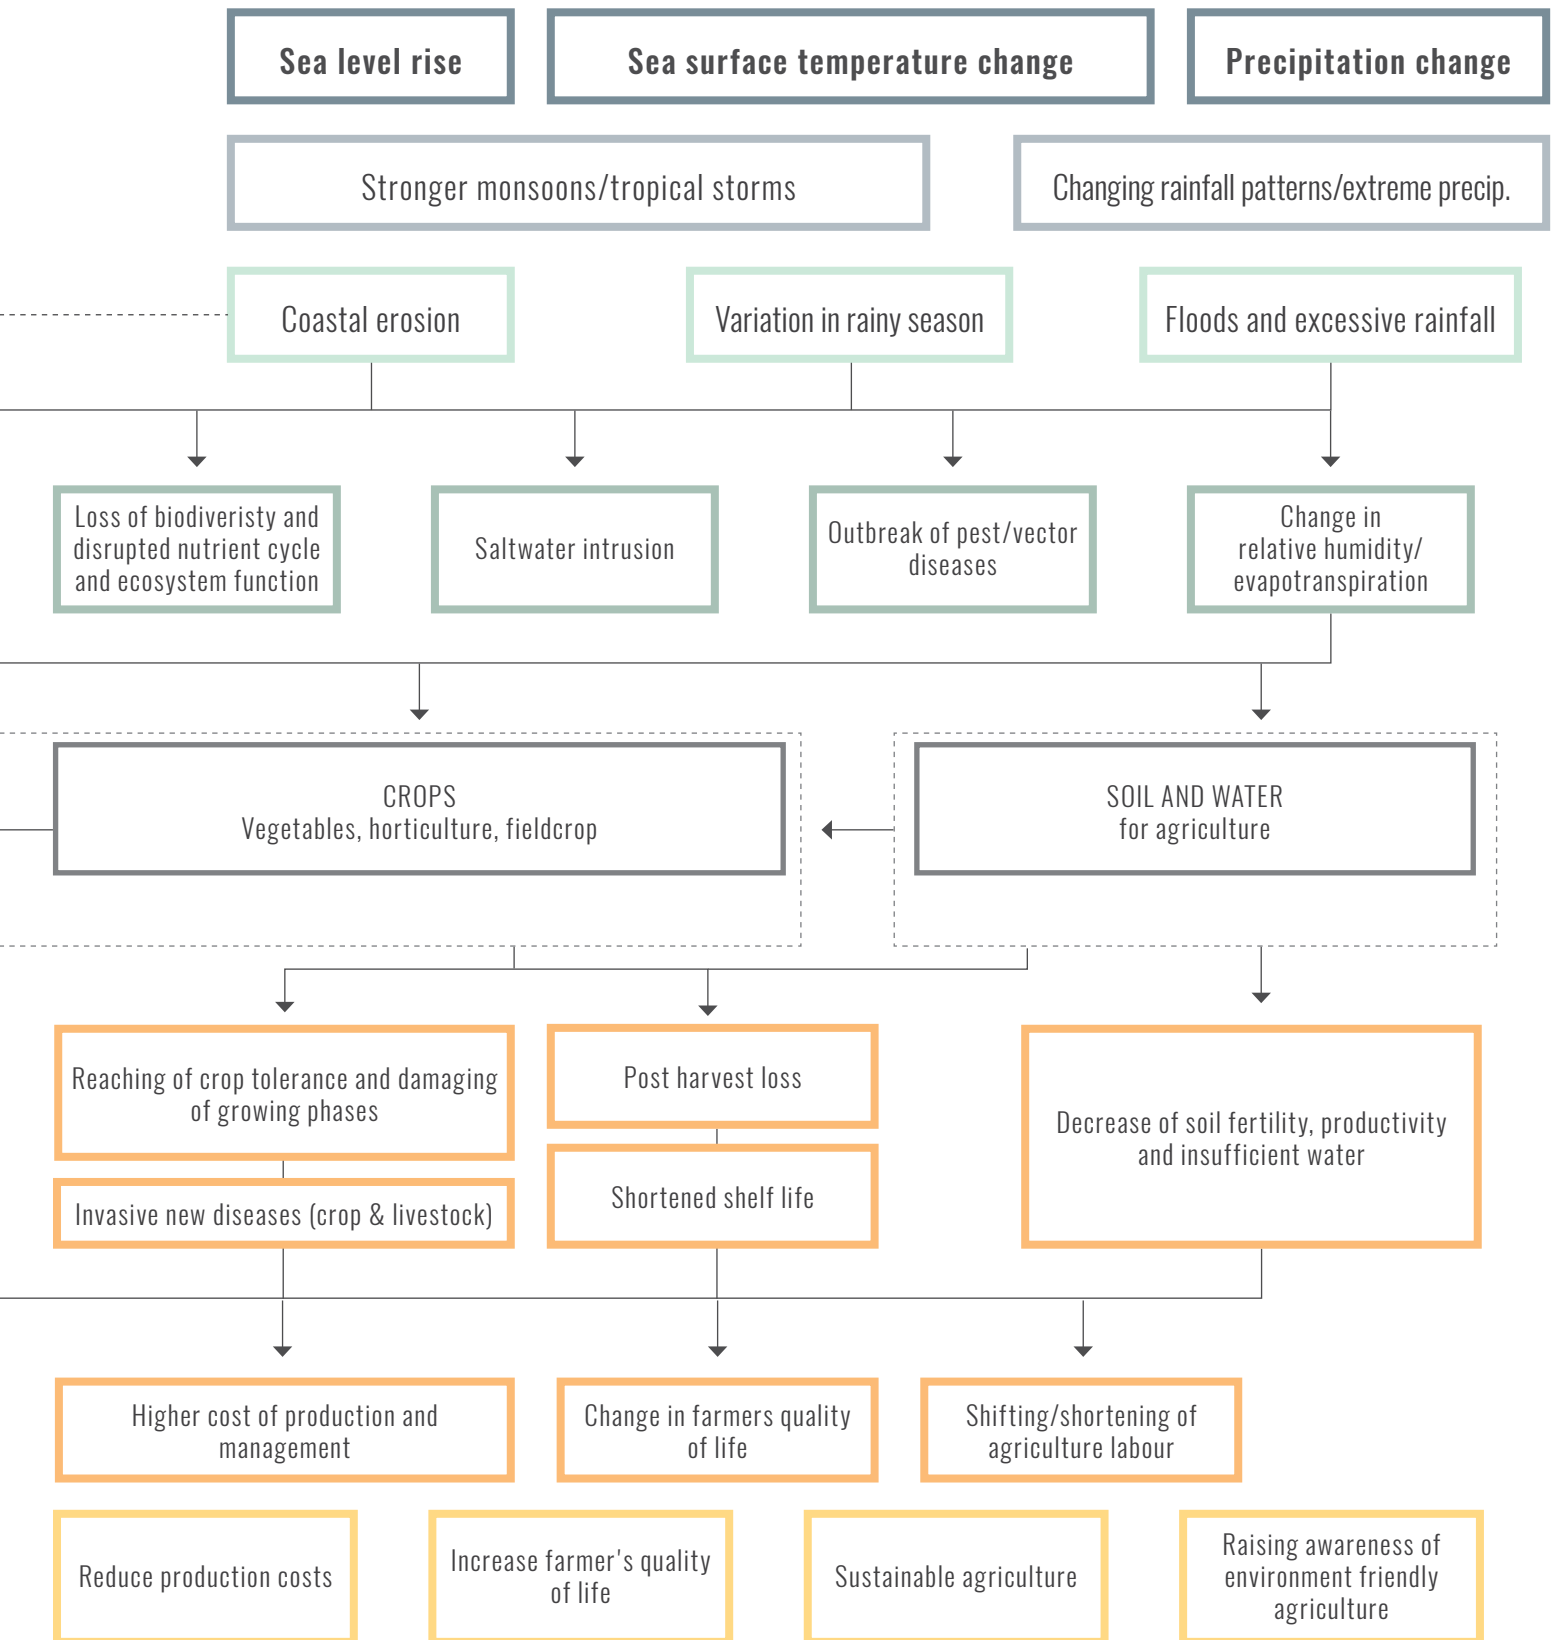 Sea level rise
Sea surface temperature change
Precipitation change
Stronger monsoons/tropical storms
Changing rainfall patterns/extreme precip.
Coastal erosion
Variation in rainy season
Floods and excessive rainfall
Loss of biodiveristy and
disrupted nutrient cycle
and ecosystem function
Saltwater intrusion
Outbreak of pest/vector
diseases
Change in
relative humidity/
evapotranspiration
CROPS
Vegetables, horticulture, fieldcrop
SOIL AND WATER
for agriculture
Reaching of crop tolerance and damaging
of growing phases
Invasive new diseases (crop & livestock)
Post harvest loss
Shortened shelf life
Decrease of soil fertility, productivity
and insufficient water
Higher cost of production and
management
Change in farmers quality
of life
Shifting/shortening of
agriculture labour
Reduce production costs
Increase farmer's quality
of life
Sustainable agriculture
Raising awareness of
environment friendly
agriculture